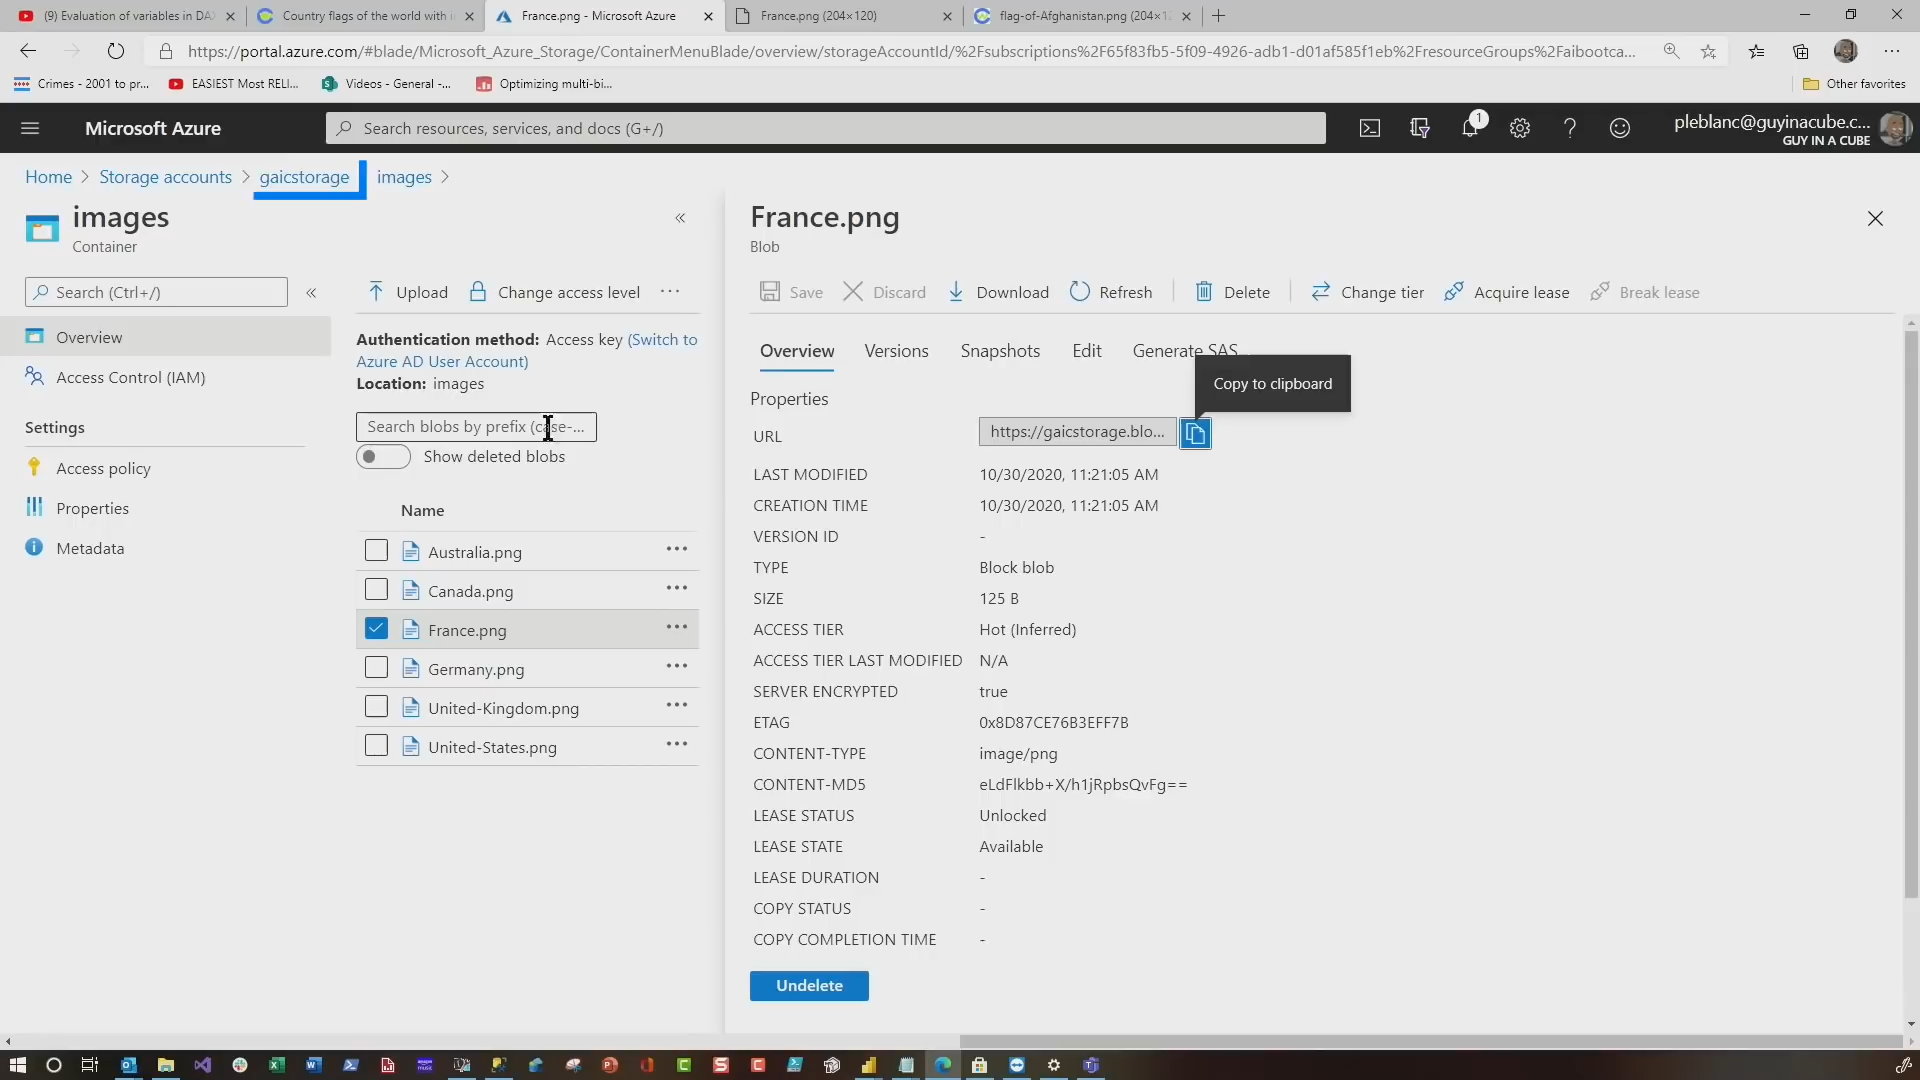 (9) Evaluation of variables in DAX
Country flags of the world with i
France.png - Microsoft Azure
France.png (204×120)
flag-of-Afghanistan.png (204×12
https://portal.azure.com/#blade/Microsoft_Azure_Storage/ContainerMenuBlade/overview/storageAccountId/%2Fsubscriptions%2F65f83fb5-5f09-4926-adb1-d01af585f1eb%2FresourceGroups%2Faibootca...
Crimes - 2001 to pr...
EASIEST Most RELI...
Videos - General -...
Optimizing multi-bi...
Other favorites
Microsoft Azure
Search resources, services, and docs (G+/)
1
pleblanc@guyinacube.c...
GUY IN A CUBE
Home > Storage accounts > gaicstorage images >
images
Container
Search (Ctrl+/)
Overview
Access Control (IAM)
Settings
Access policy
Properties
Metadata
Upload Change access level ...
Authentication method: Access key (Switch to
Azure AD User Account)
Location: images
Search blobs by prefix (case-...
Show deleted blobs
Name
Australia.png
Canada.png
France.png
Germany.png
United-Kingdom.png
United-States.png
France.png
Blob
Save Discard Download Refresh Delete Change tier Acquire lease Break lease
Overview Versions Snapshots Edit Generate SAS
Copy to clipboard
Properties
URL https://gaicstorage.blo...
LAST MODIFIED 10/30/2020, 11:21:05 AM
CREATION TIME 10/30/2020, 11:21:05 AM
VERSION ID -
TYPE Block blob
SIZE 125 B
ACCESS TIER Hot (Inferred)
ACCESS TIER LAST MODIFIED N/A
SERVER ENCRYPTED true
ETAG 0x8D87CE76B3EFF7B
CONTENT-TYPE image/png
CONTENT-MD5 eLdFlkbb+X/h1jRpbsQvFg==
LEASE STATUS Unlocked
LEASE STATE Available
LEASE DURATION -
COPY STATUS -
COPY COMPLETION TIME -
Undelete